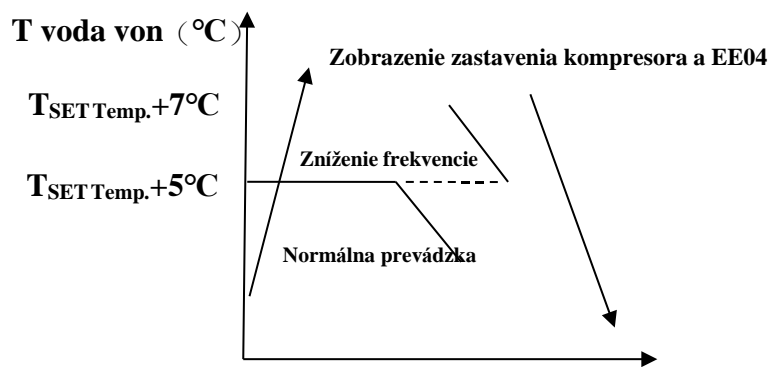 T voda von（℃）
Zobrazenie zastavenia kompresora a EE04
TSET Temp.+7℃
Zníženie frekvencie
TSET Temp.+5℃
Normálna prevádzka